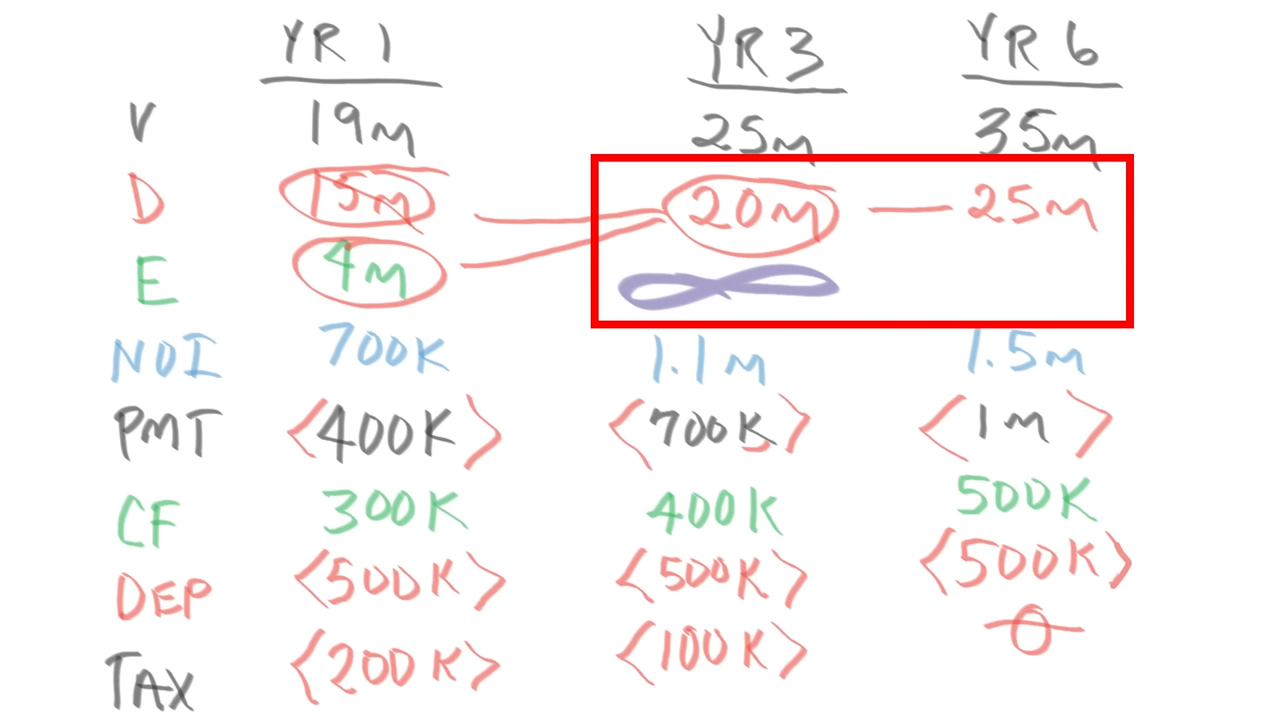 YR 1 YR 3 YR 6
V 19M 25M 35M
D 15M 20M — 25M
E 4M ∞
NOI 700K 1.1M 1.5M
PMT <400K> <700K> <1M>
CF 300K 400K 500K
DEP <500K> <500K> <500K>
TAX <200K> <100K> 0